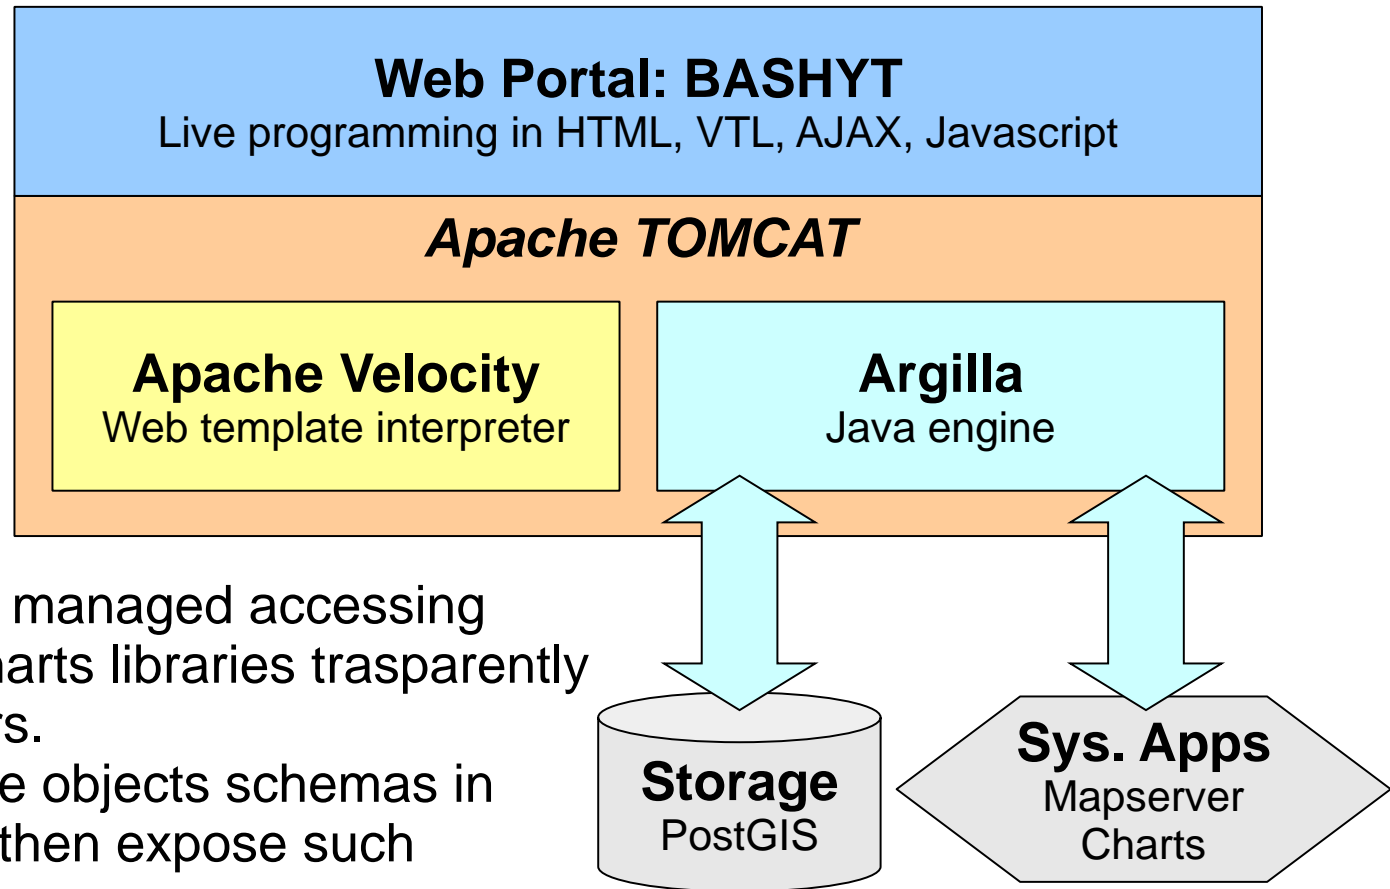 Web Portal: BASHYT
Live programming in HTML, VTL, AJAX, Javascript
Apache TOMCAT
Apache Velocity
Web template interpreter
Argilla
Java engine
managed accessing
harts libraries trasparently
rs.
e objects schemas in
then expose such
Storage
PostGIS
Sys. Apps
Mapserver
Charts